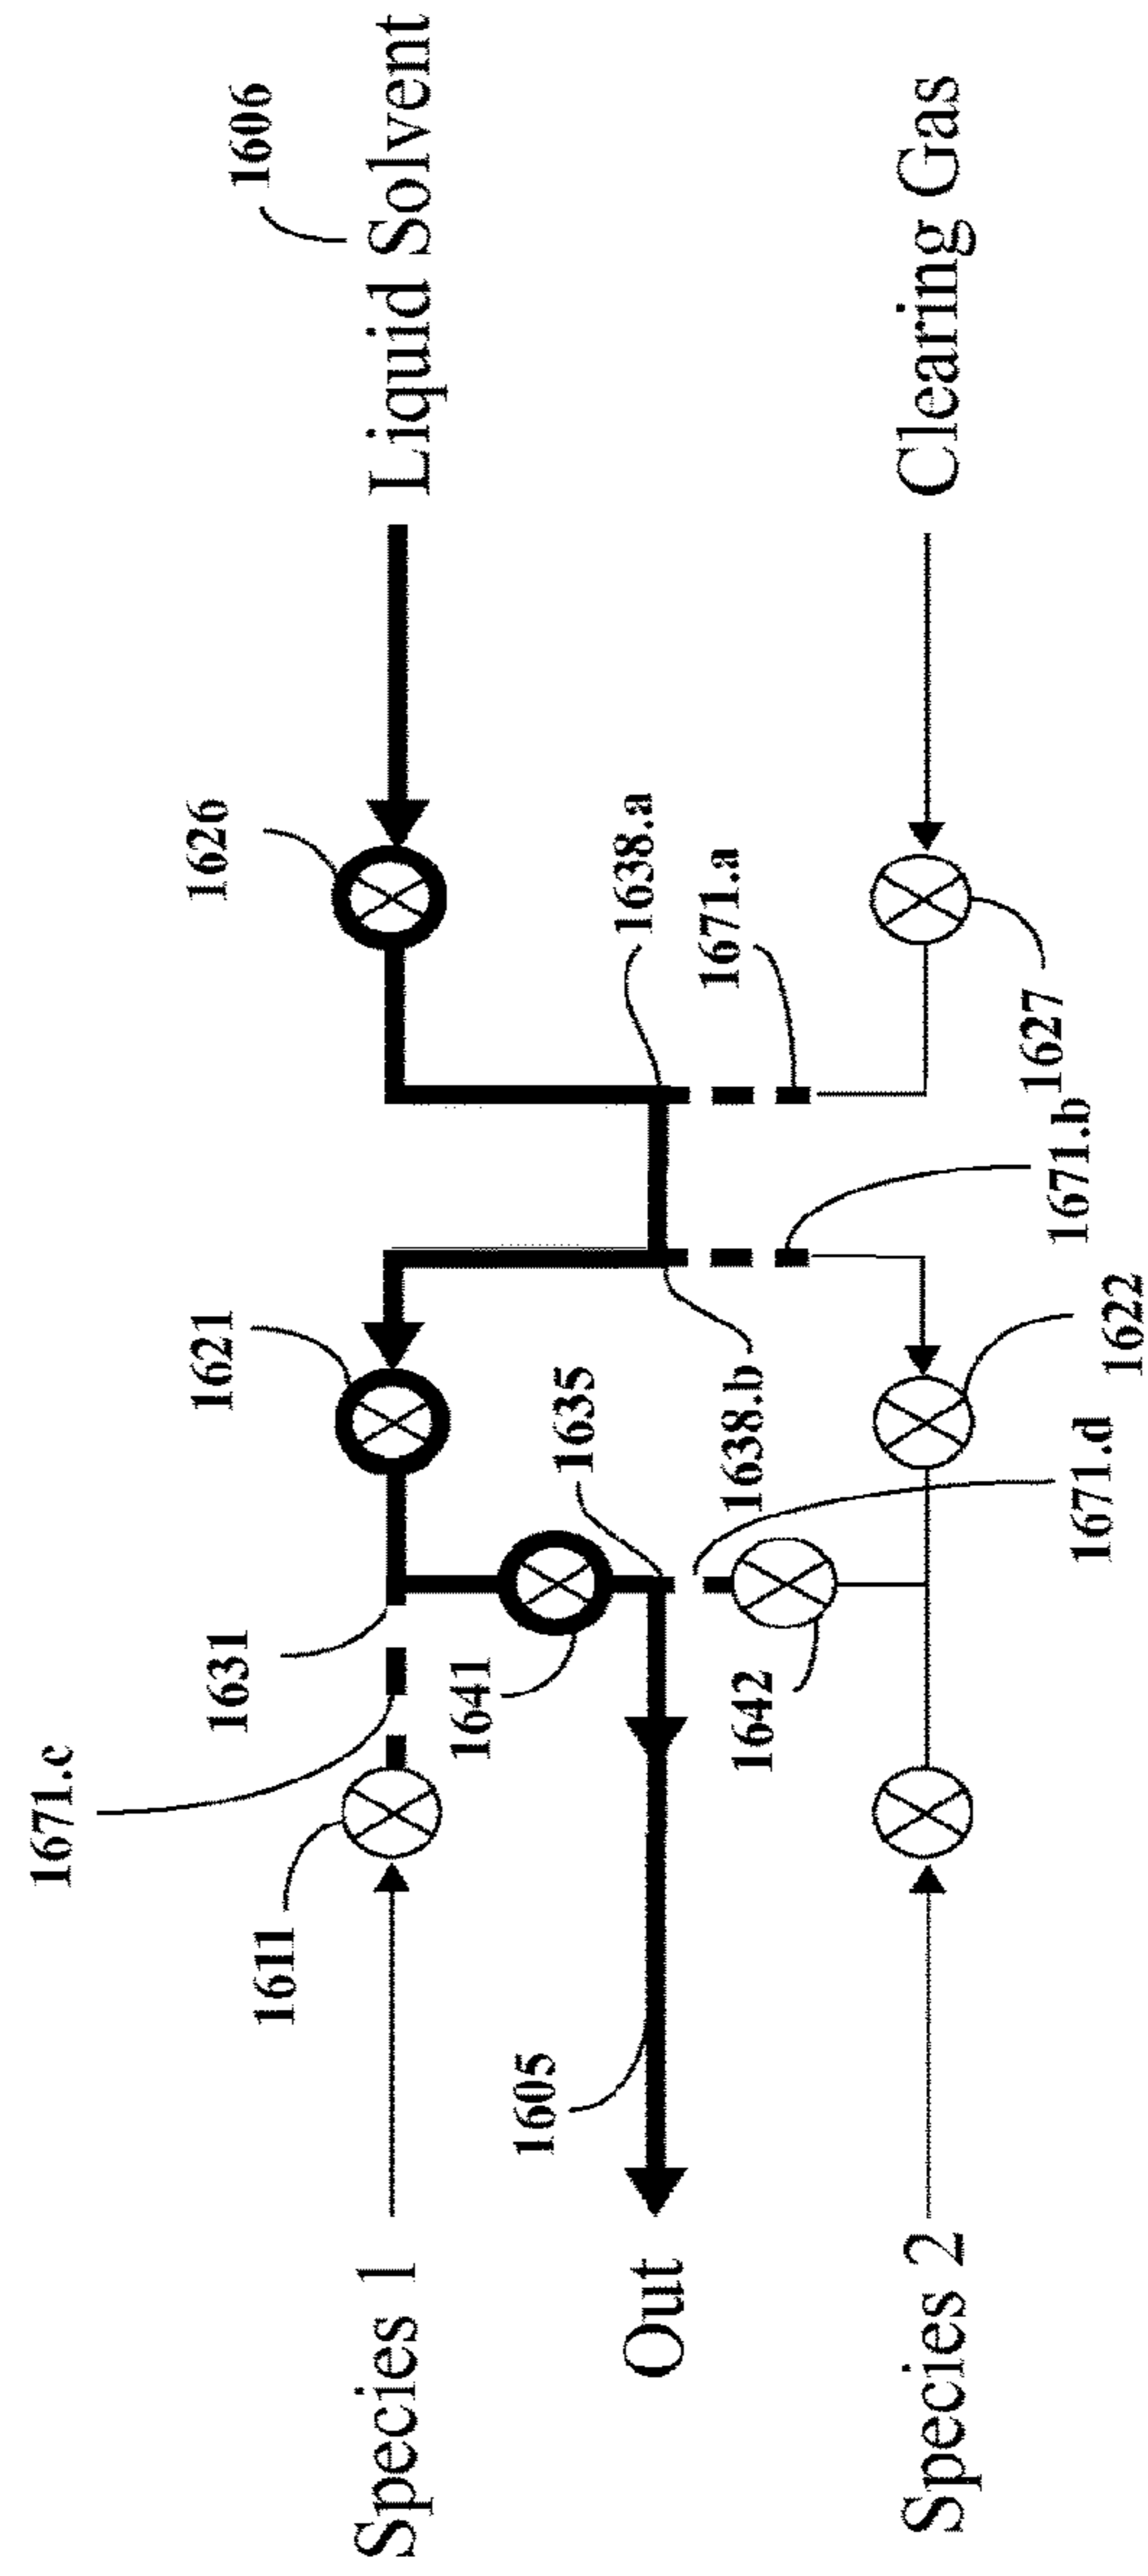 1606
Liquid Solvent
Clearing Gas
1626
1638.a
1671.a
1627
1671.b
1621
1635
1638.b
1622
1671.d
1631
1641
1642
1671.c
1611
1605
Species 1
Out
Species 2